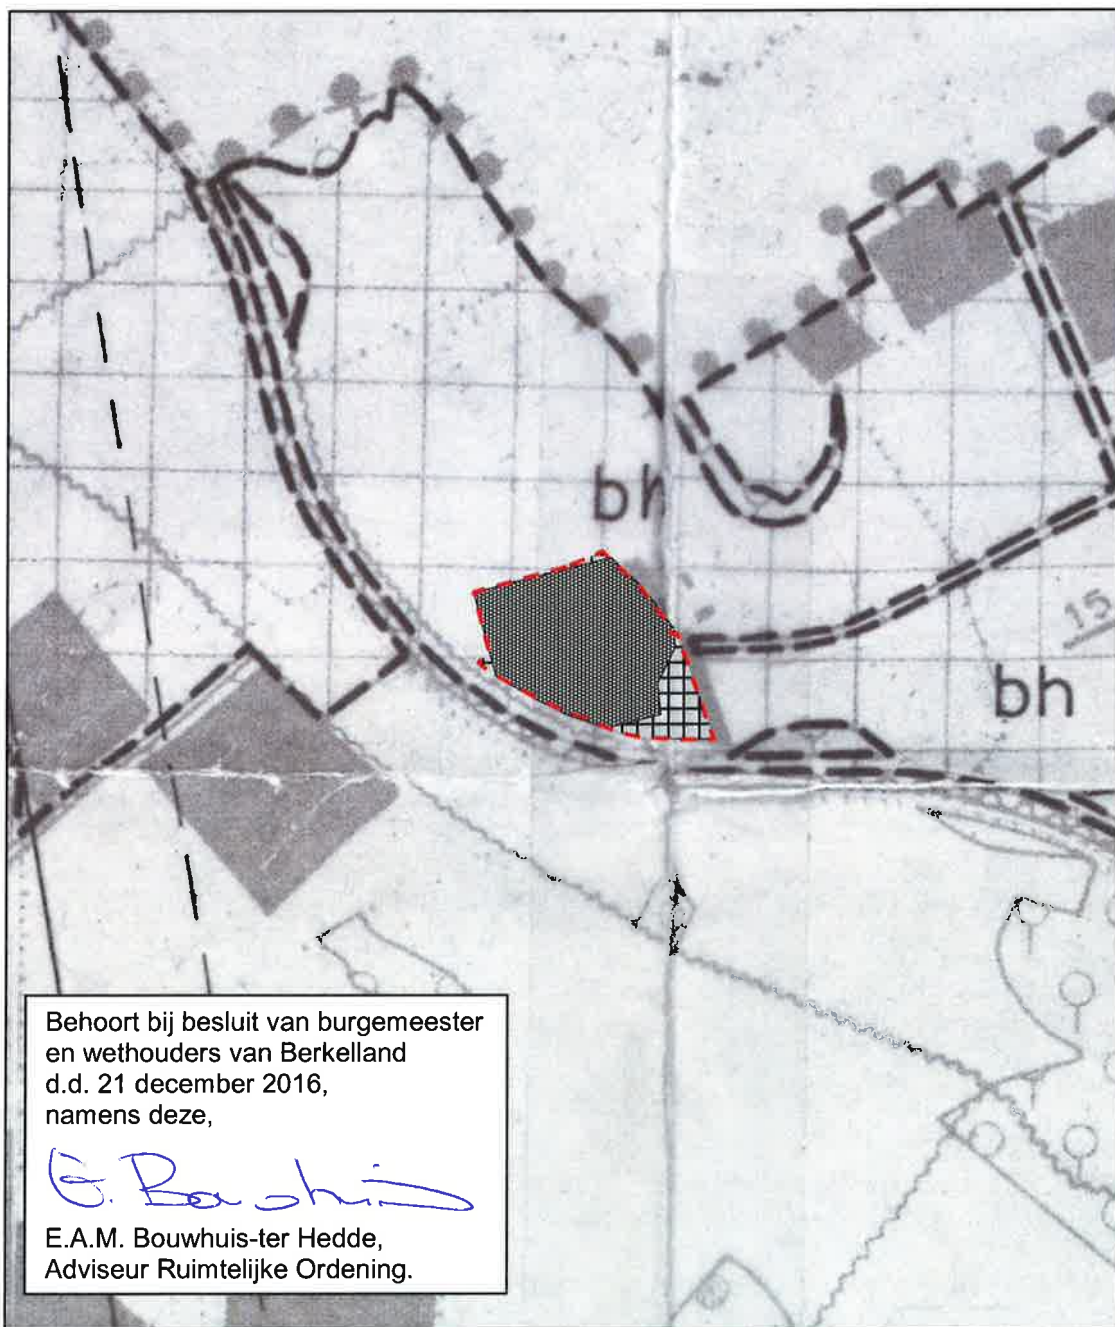 bh
15
bh
Behoort bij besluit van burgemeester
en wethouders van Berkelland
d.d. 21 december 2016,
namens deze,
E. Bouwhuis
E.A.M. Bouwhuis-ter Hedde,
Adviseur Ruimtelijke Ordening.